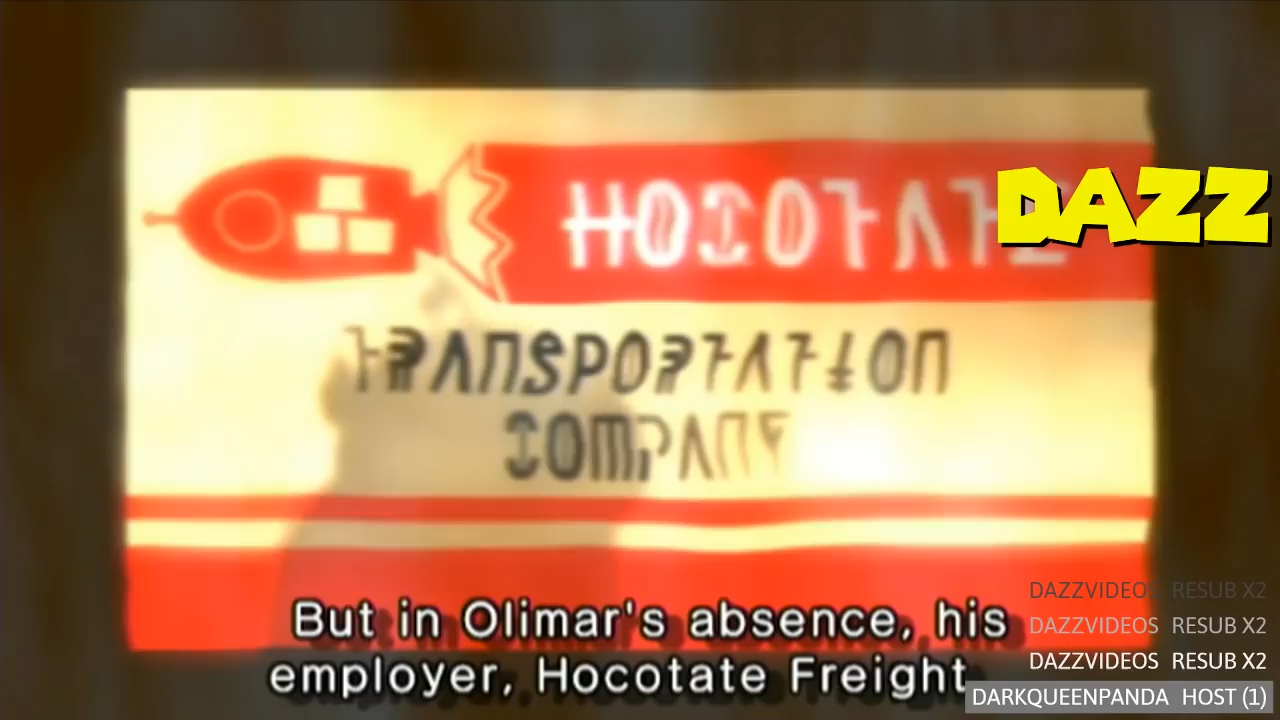 HOCOTATE
DAZZ
TRANSPORTATION
COMPANY
But in Olimar's absence, his
employer, Hocotate Freight
DAZZVIDEOS RESUB X2
DAZZVIDEOS RESUB X2
DAZZVIDEOS RESUB X2
DARKQUEENPANDA HOST (1)